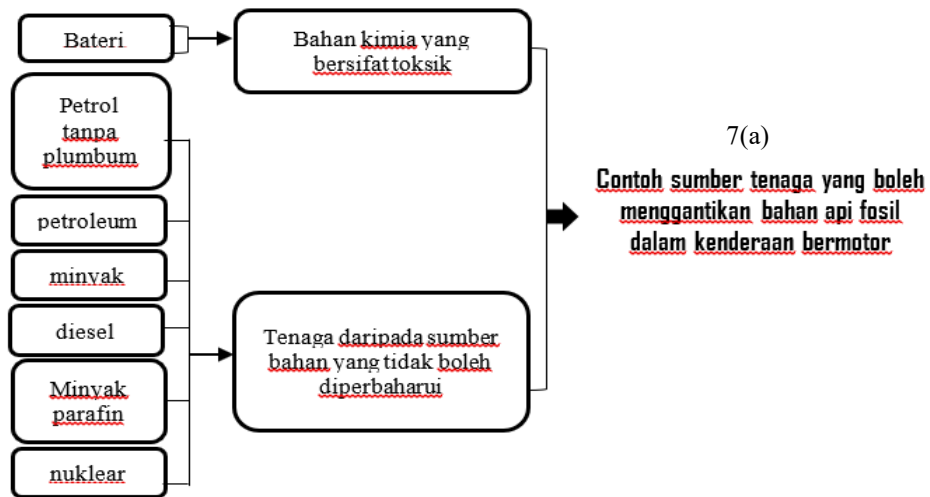 Bateri
Bahan kimia yang
bersifat toksik
Petrol
tanpa
plumbum
petroleum
minyak
diesel
Minyak
parafin
nuklear
Tenaga daripada sumber
bahan yang tidak boleh
diperbaharui
7(a)
Contoh sumber tenaga yang boleh
menggantikan bahan api fosil
dalam kenderaan bermotor